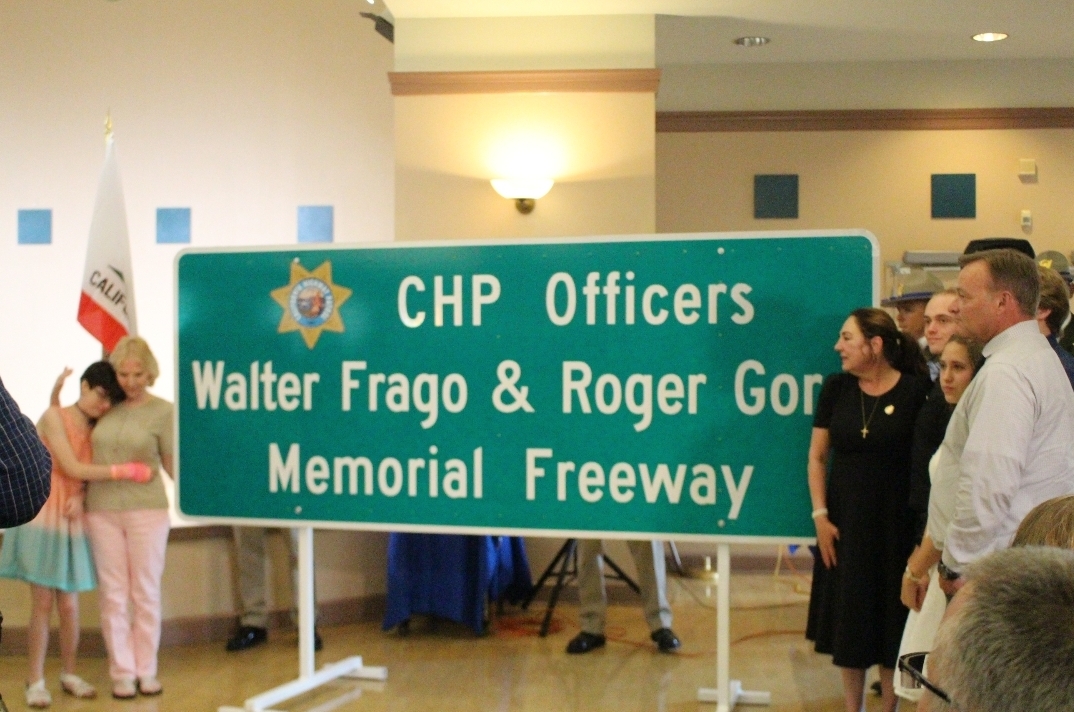 CHP Officers
Walter Frago & Roger Gor
Memorial Freeway
CALIF